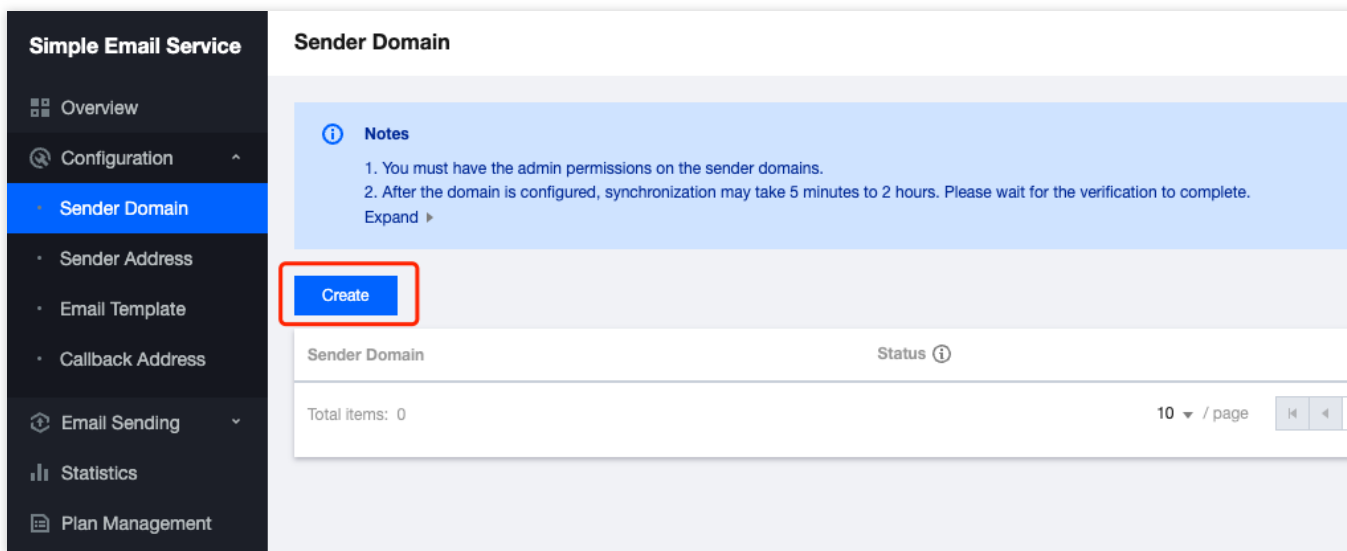 Simple Email Service
Overview
Configuration
Sender Domain
Sender Address
Email Template
Callback Address
Email Sending
Statistics
Plan Management
Sender Domain
Notes
1. You must have the admin permissions on the sender domains.
2. After the domain is configured, synchronization may take 5 minutes to 2 hours. Please wait for the verification to complete.
Expand
Create
Sender Domain Status
Total items: 0 10 / page